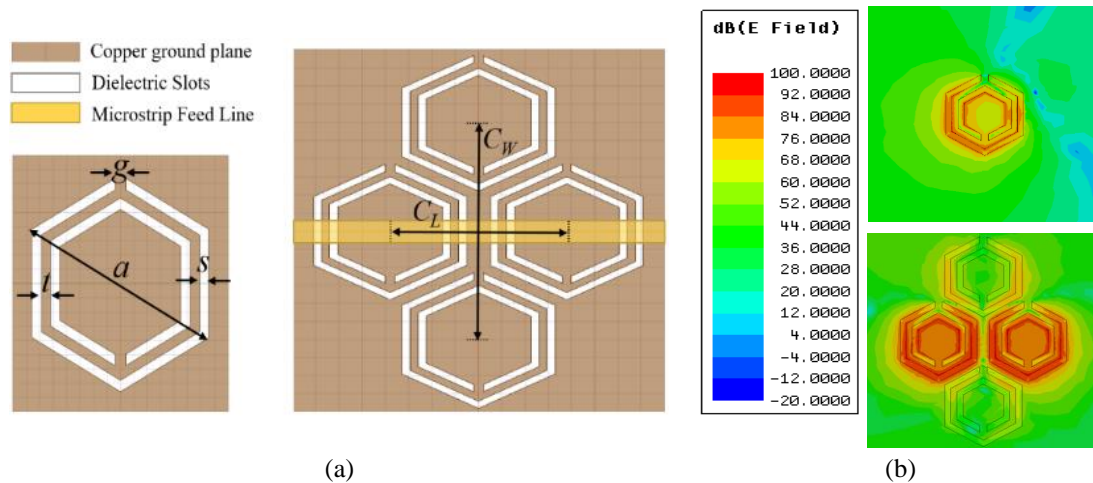 Copper ground plane
Dielectric Slots
Microstrip Feed Line
g
a
s
t
C_W
C_L
(a)
dB(E Field)
100.0000
92.0000
84.0000
76.0000
68.0000
60.0000
52.0000
44.0000
36.0000
28.0000
20.0000
12.0000
4.0000
-4.0000
-12.0000
-20.0000
(b)